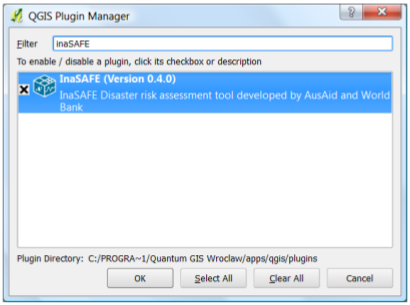 QGIS Plugin Manager
Filter inaSAFE
To enable / disable a plugin, click its checkbox or description
InaSAFE (Version 0.4.0)
InaSAFE Disaster risk assessment tool developed by AusAid and World
Bank
Plugin Directory: C:/PROGRA~1/Quantum GIS Wroclaw/apps/qgis/plugins
OK Select All Clear All Cancel